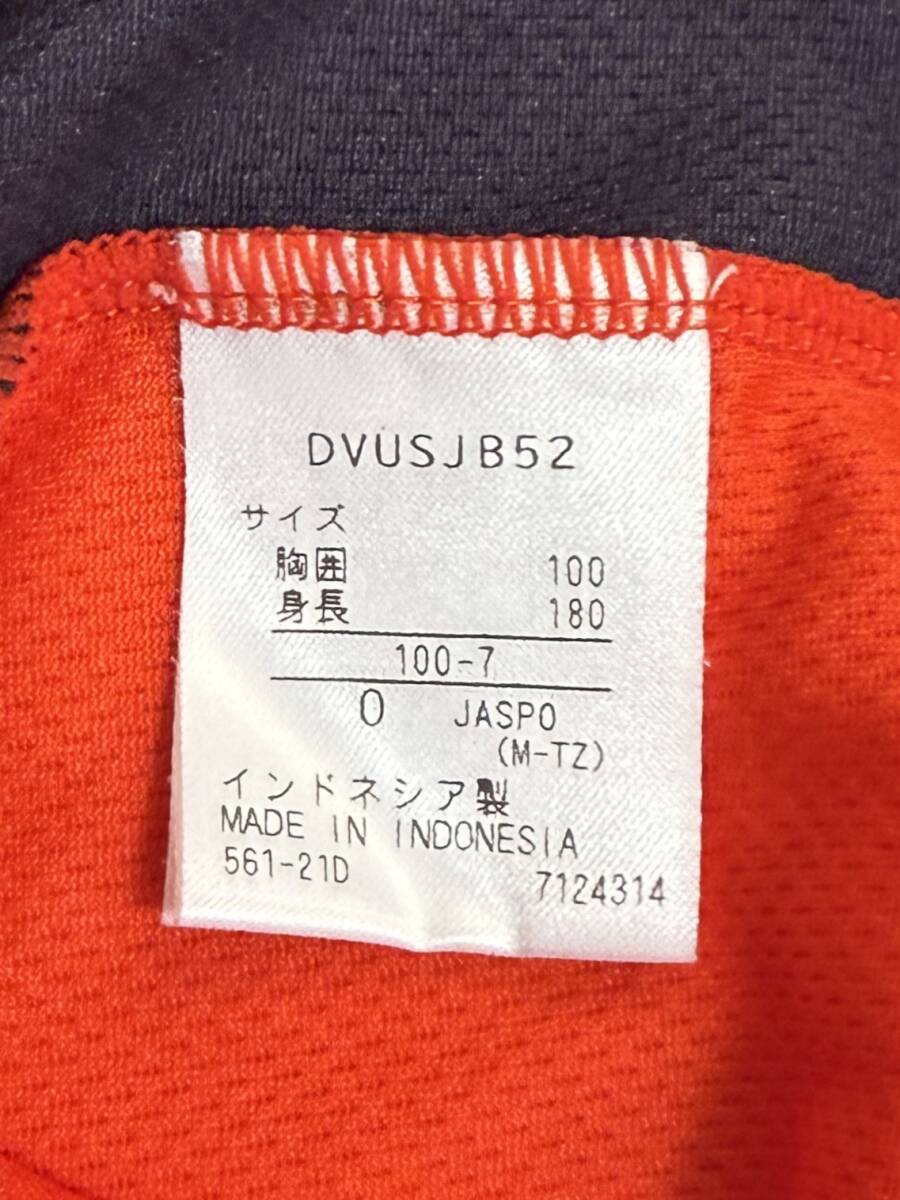 DVUSJB52
サイズ
胸囲 100
身長 180
100-7
O JASPO
(M-TZ)
インドネシア製
MADE IN INDONESIA
561-21D 7124314